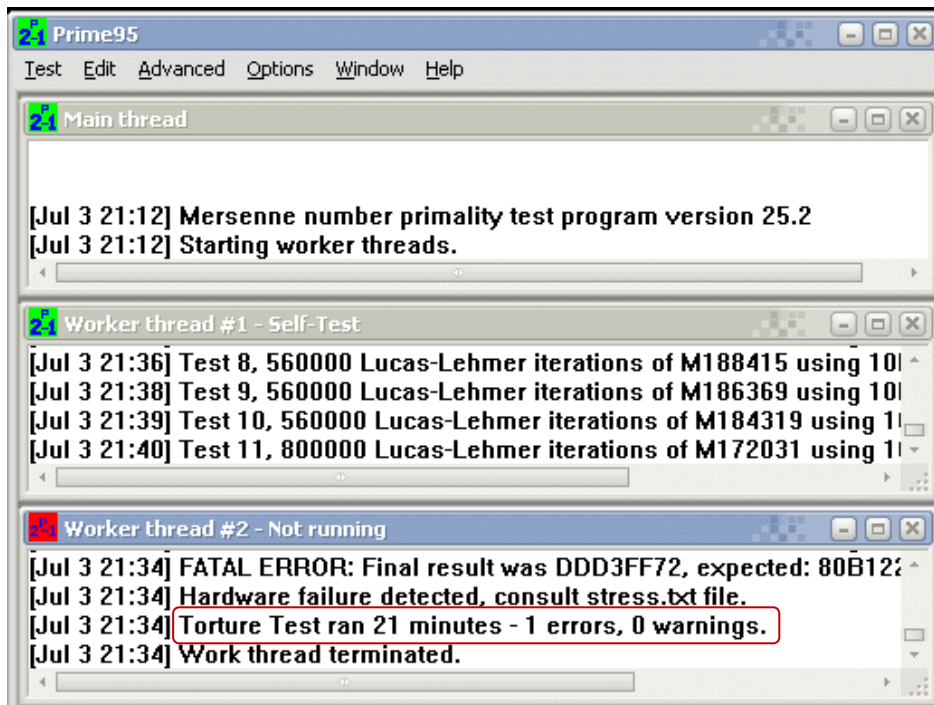 Prime95
Test Edit Advanced Options Window Help
Main thread
[Jul 3 21:12] Mersenne number primality test program version 25.2
[Jul 3 21:12] Starting worker threads.
Worker thread #1 - Self-Test
[Jul 3 21:36] Test 8, 560000 Lucas-Lehmer iterations of M188415 using
[Jul 3 21:38] Test 9, 560000 Lucas-Lehmer iterations of M186369 using
[Jul 3 21:39] Test 10, 560000 Lucas-Lehmer iterations of M184319 using
[Jul 3 21:40] Test 11, 800000 Lucas-Lehmer iterations of M172031 using
Worker thread #2 - Not running
[Jul 3 21:34] FATAL ERROR: Final result was DDD3FF72, expected:
[Jul 3 21:34] Hardware failure detected, consult stress.txt file.
[Jul 3 21:34] Torture Test ran 21 minutes - 1 errors, 0 warnings.
[Jul 3 21:34] Work thread terminated.